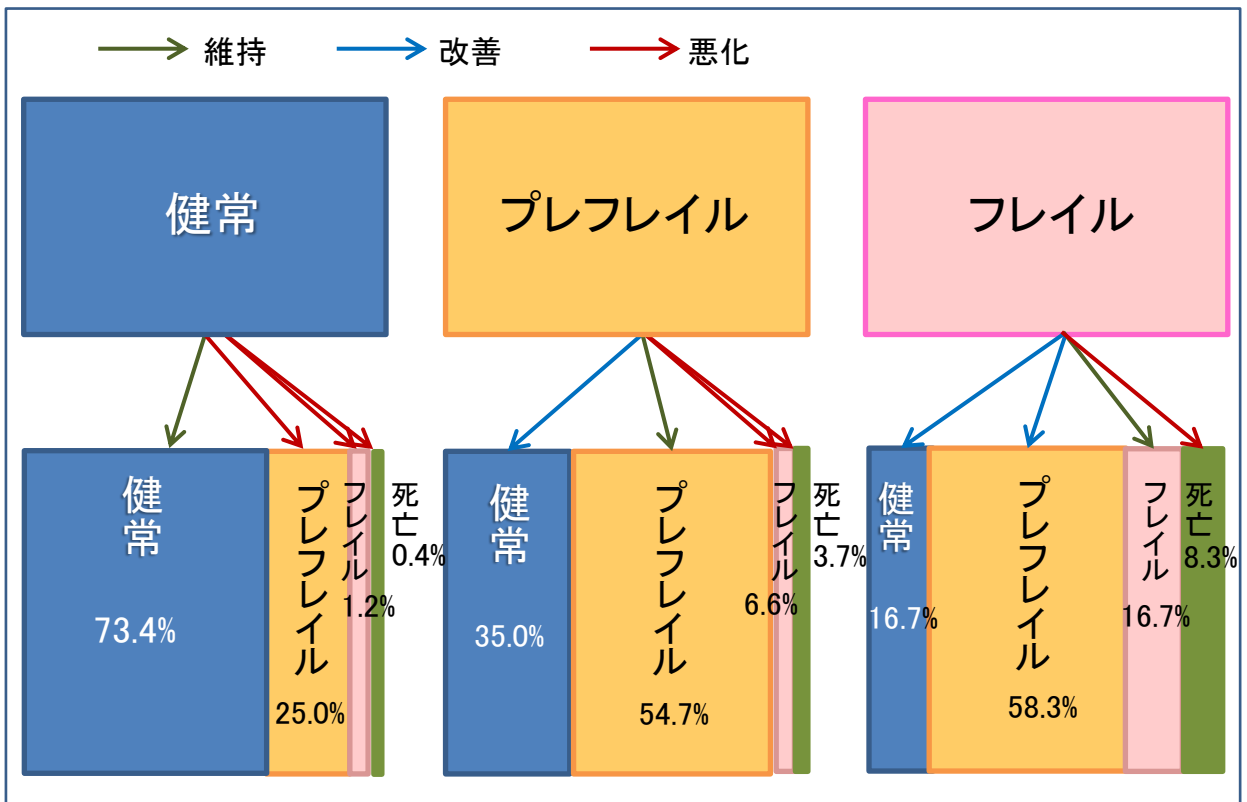 維持
改善
悪化
健常
プレフレイル
フレイル
健常
73.4%
プレフレイル
25.0%
フレイル
1.2%
死亡
0.4%
健常
35.0%
プレフレイル
54.7%
フレイル
6.6%
死亡
3.7%
健常
16.7%
プレフレイル
58.3%
フレイル
16.7%
死亡
8.3%